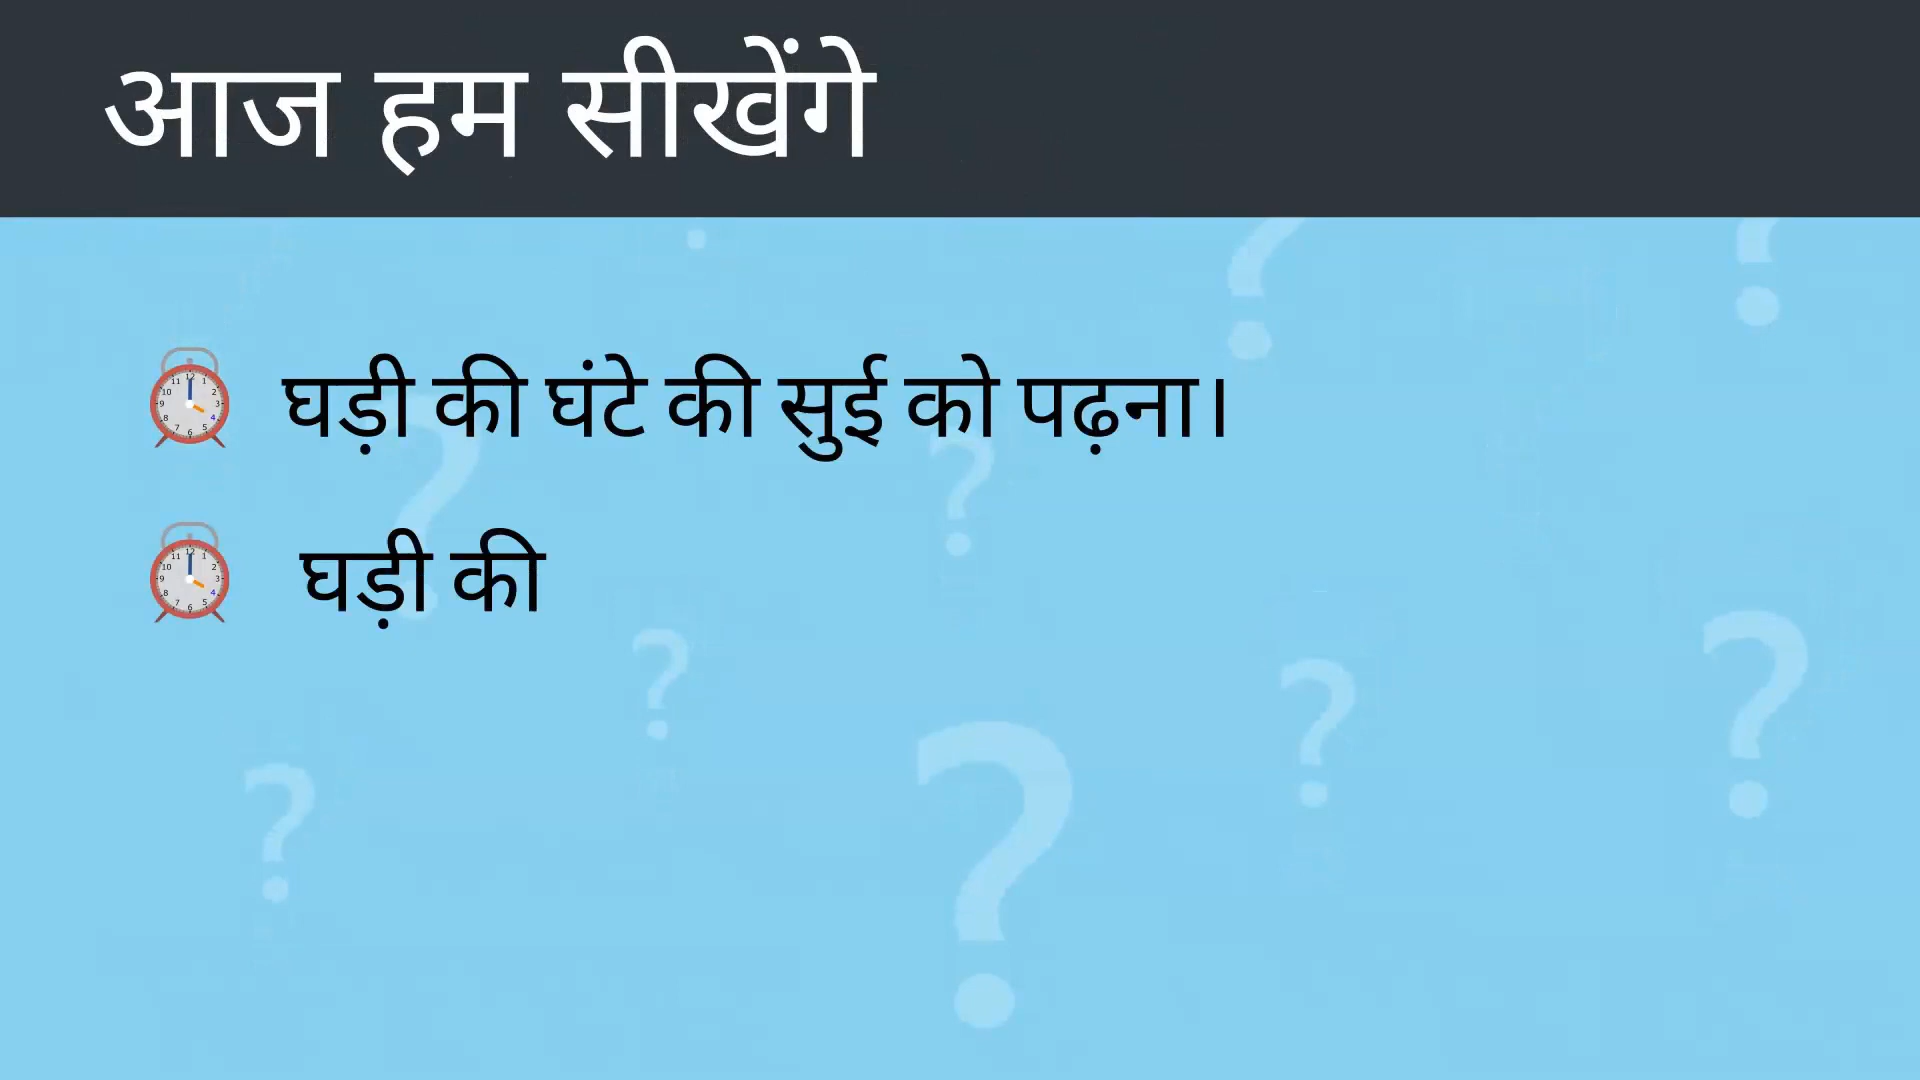 आज हम सीखेंगे
घड़ी की घंटे की सुई को पढ़ना।
घड़ी की